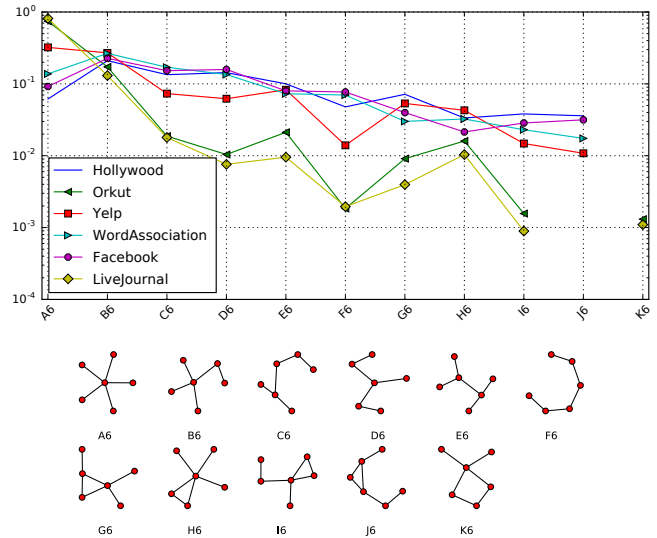 10^0
10^-1
10^-2
10^-3
10^-4
Hollywood
Orkut
Yelp
WordAssociation
Facebook
LiveJournal
A6 B6 C6 D6 E6 F6 G6 H6 I6 J6 K6
A6 B6 C6 D6 E6 F6
G6 H6 I6 J6 K6